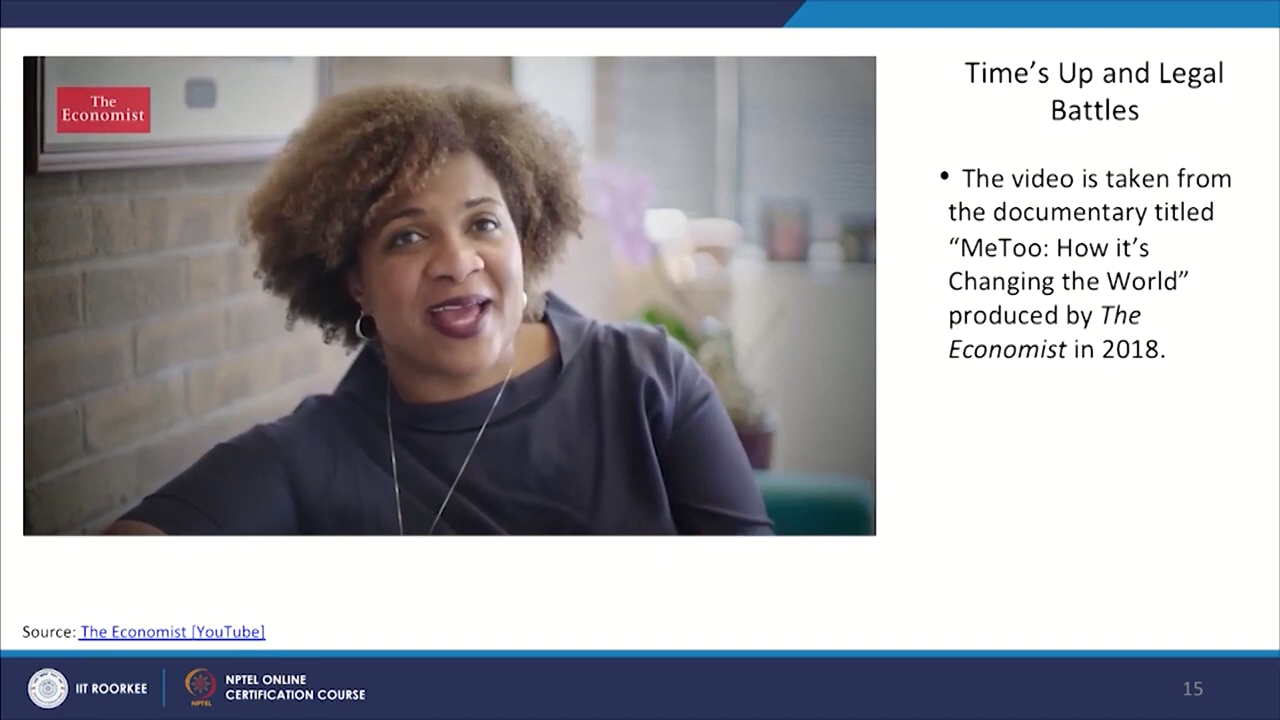 The
Economist
Time's Up and Legal
Battles
• The video is taken from
the documentary titled
“MeToo: How it’s
Changing the World”
produced by The
Economist in 2018.
Source: The Economist [YouTube]
IIT ROORKEE
NPTEL
NPTEL ONLINE
CERTIFICATION COURSE
15